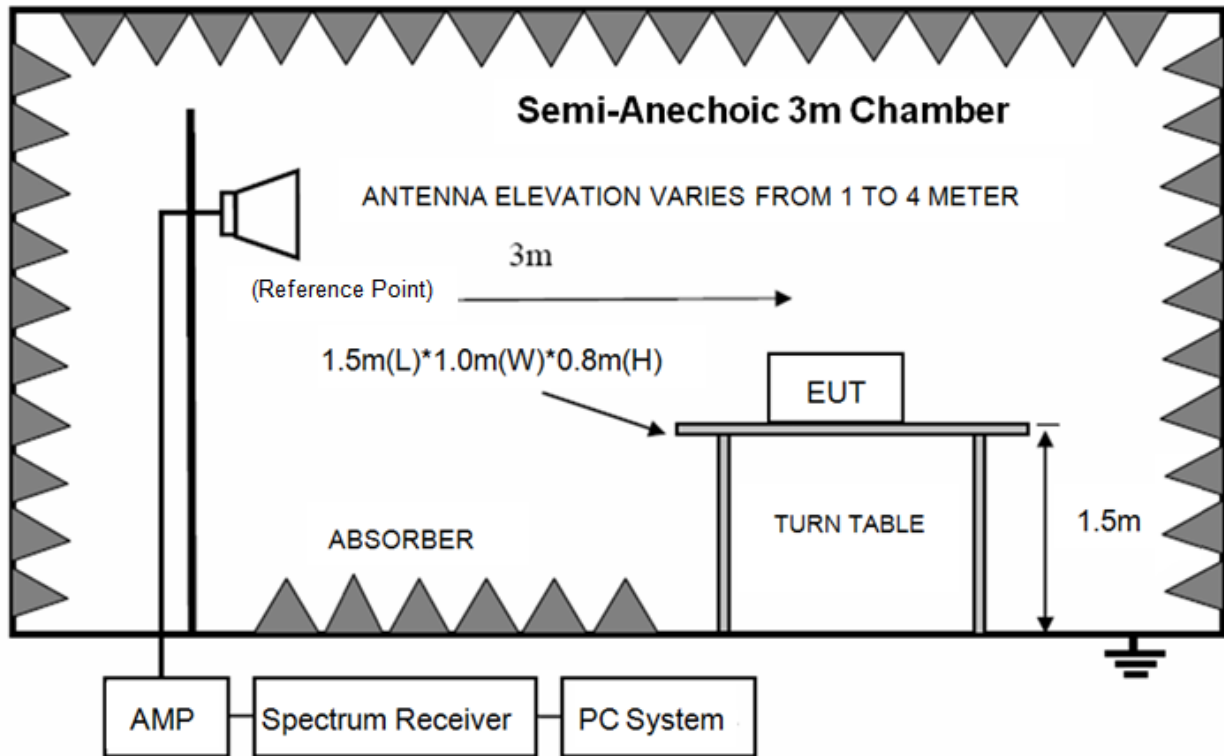 Semi-Anechoic 3m Chamber
ANTENNA ELEVATION VARIES FROM 1 TO 4 METER
3m
(Reference Point)
1.5m(L)*1.0m(W)*0.8m(H)
EUT
TURN TABLE
1.5m
ABSORBER
AMP
Spectrum Receiver
PC System